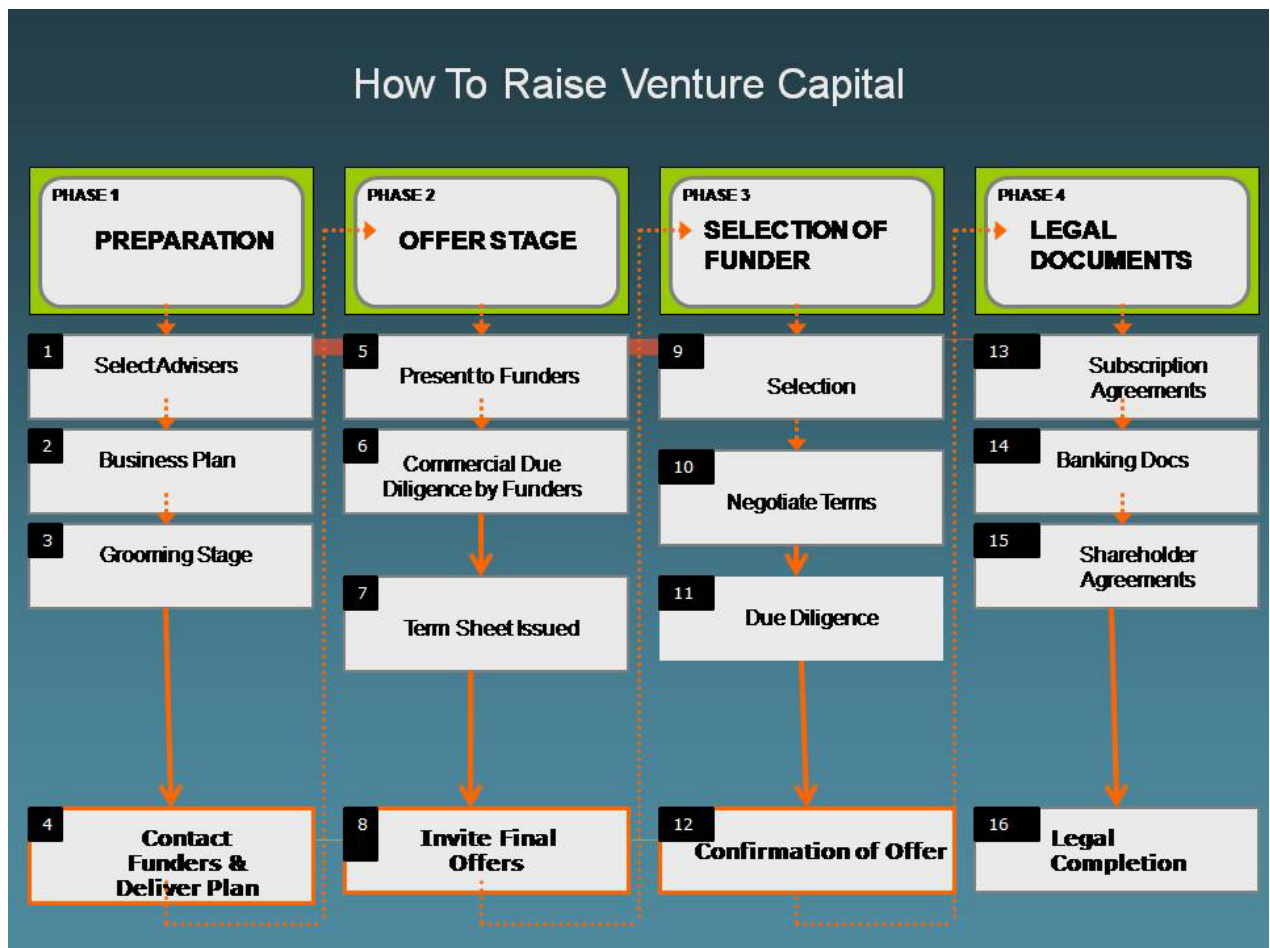 How To Raise Venture Capital
PHASE 1
PREPARATION
1
Select Advisers
2
Business Plan
3
Grooming Stage
4
Contact
Funders &
Deliver Plan
PHASE 2
OFFER STAGE
5
Present to Funders
6
Commercial Due
Diligence by Funders
7
Term Sheet Issued
8
Invite Final
Offers
PHASE 3
SELECTION OF
FUNDER
9
Selection
10
Negotiate Terms
11
Due Diligence
12
Confirmation of Offer
PHASE 4
LEGAL
DOCUMENTS
13
Subscription
Agreements
14
Banking Docs
15
Shareholder
Agreements
16
Legal
Completion